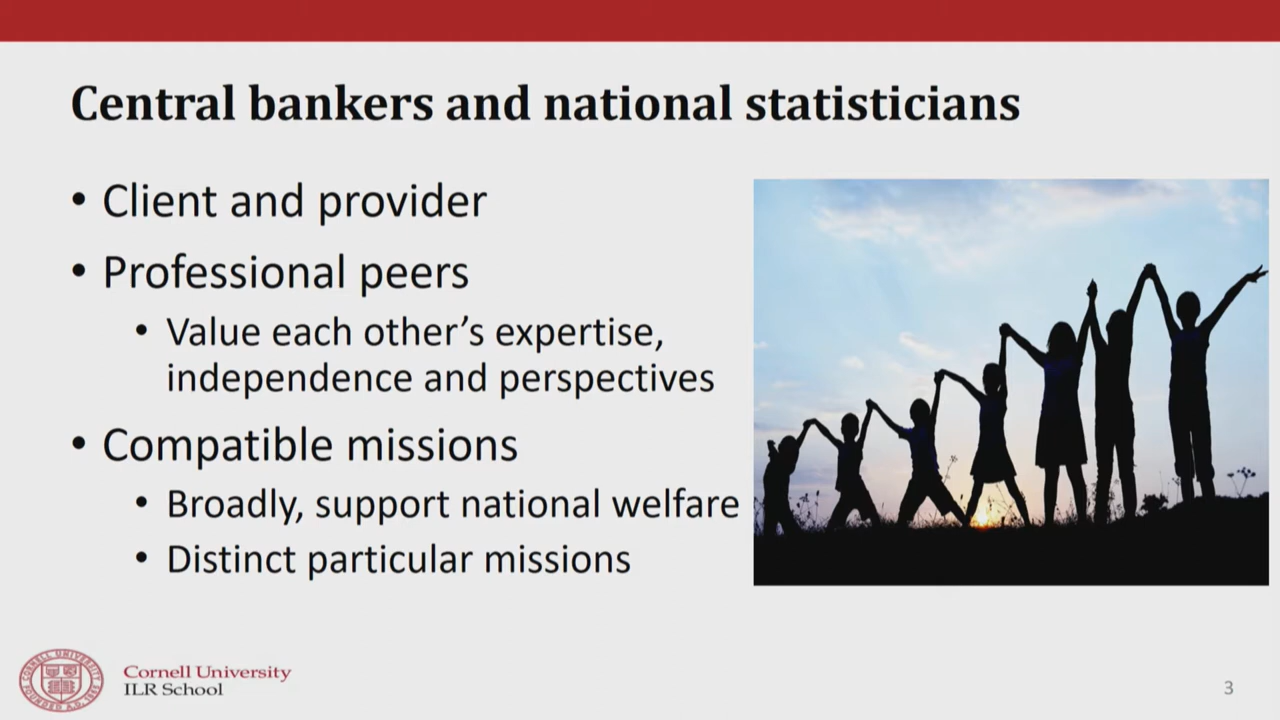 Central bankers and national statisticians
• Client and provider
• Professional peers
• Value each other’s expertise,
independence and perspectives
• Compatible missions
• Broadly, support national welfare
• Distinct particular missions
Cornell University
ILR School
3